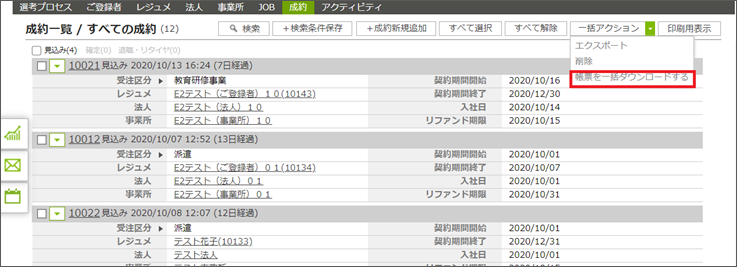 選考プロセス ご登録者 レジュメ 法人 事業所 JOB 成約 アクティビティ
成約一覧 / すべての成約 (12) 検索 +検索条件保存 +成約新規追加 すべて選択 すべて解除 一括アクション 印刷用表示
見込み(4) 確定(0) 退職・リタイヤ(0)
エクスポート
削除
帳票を一括ダウンロードする
10021 見込み 2020/10/13 16:24 (7日経過)
受注区分 教育研修事業 契約期間開始 2020/10/16
レジュメ E2テスト（ご登録者）１０(10143) 契約期間終了 2020/12/30
法人 E2テスト（法人）１０ 入社日 2020/10/14
事業所 E2テスト（事業所）１０ リファンド期限 2020/10/15
10012 見込み 2020/10/07 12:52 (13日経過)
受注区分 派遣 契約期間開始 2020/10/01
レジュメ E2テスト（ご登録者）０１(10134) 契約期間終了 2020/10/07
法人 E2テスト（法人）０１ 入社日 2020/10/01
事業所 E2テスト（事業所）０１ リファンド期限 2020/10/31
10022 見込み 2020/10/08 12:07 (12日経過)
受注区分 派遣 契約期間開始 2020/10/01
レジュメ テスト花子(10133) 契約期間終了 2020/12/31
法人 テスト法人 入社日 2020/10/01